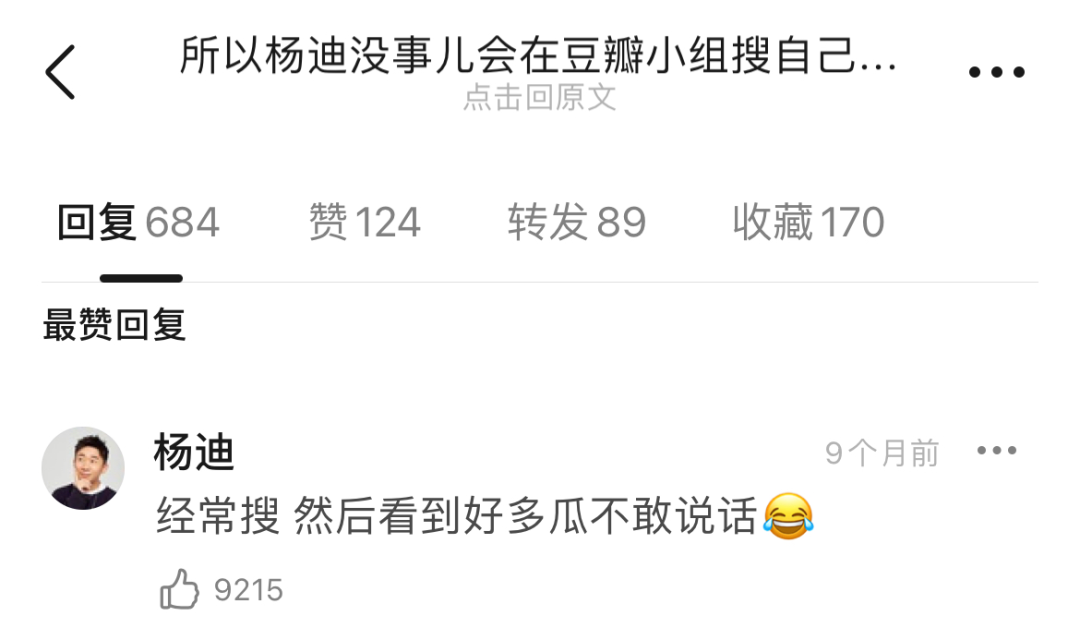 所以杨迪没事儿会在豆瓣小组搜自己...
点击回原文
回复 684 赞 124 转发 89 收藏 170
最赞回复
杨迪 9个月前
经常搜 然后看到好多瓜不敢说话😂
9215